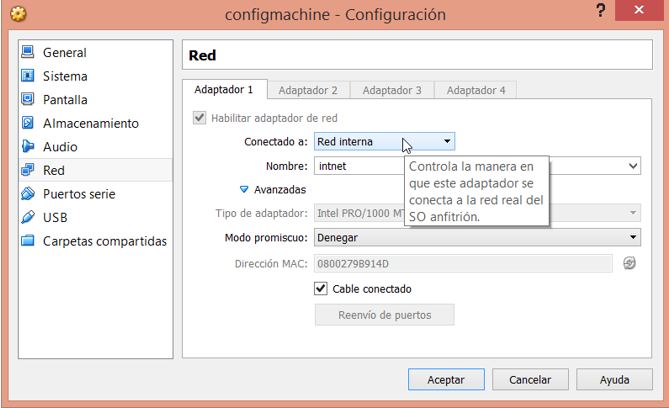 configmachine - Configuración
?
x
General
Sistema
Pantalla
Almacenamiento
Audio
Red
Puertos serie
USB
Carpetas compartidas
Red
Adaptador 1 Adaptador 2 Adaptador 3 Adaptador 4
Habilitar adaptador de red
Conectado a: Red interna
Nombre: intnet
Avanzadas
Tipo de adaptador: Intel PRO/1000 MT
Modo promiscuo: Denegar
Dirección MAC: 0800279B914D
Cable conectado
Reenvío de puertos
Controla la manera en
que este adaptador se
conecta a la red real del
SO anfitrión.
Aceptar Cancelar Ayuda